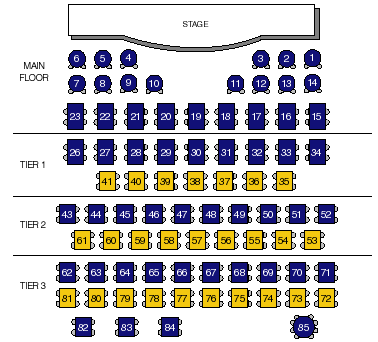 STAGE
6 5 4 3 2 1
MAIN
FLOOR
7 8 9 10 11 12 13 14
23 22 21 20 19 18 17 16 15
26 27 28 29 30 31 32 33 34
TIER 1
41 40 39 38 37 36 35
43 44 45 46 47 48 49 50 51 52
TIER 2
61 60 59 58 57 56 55 54 53
62 63 64 65 66 67 68 69 70 71
TIER 3
81 80 79 78 77 76 75 74 73 72
82 83 84 85